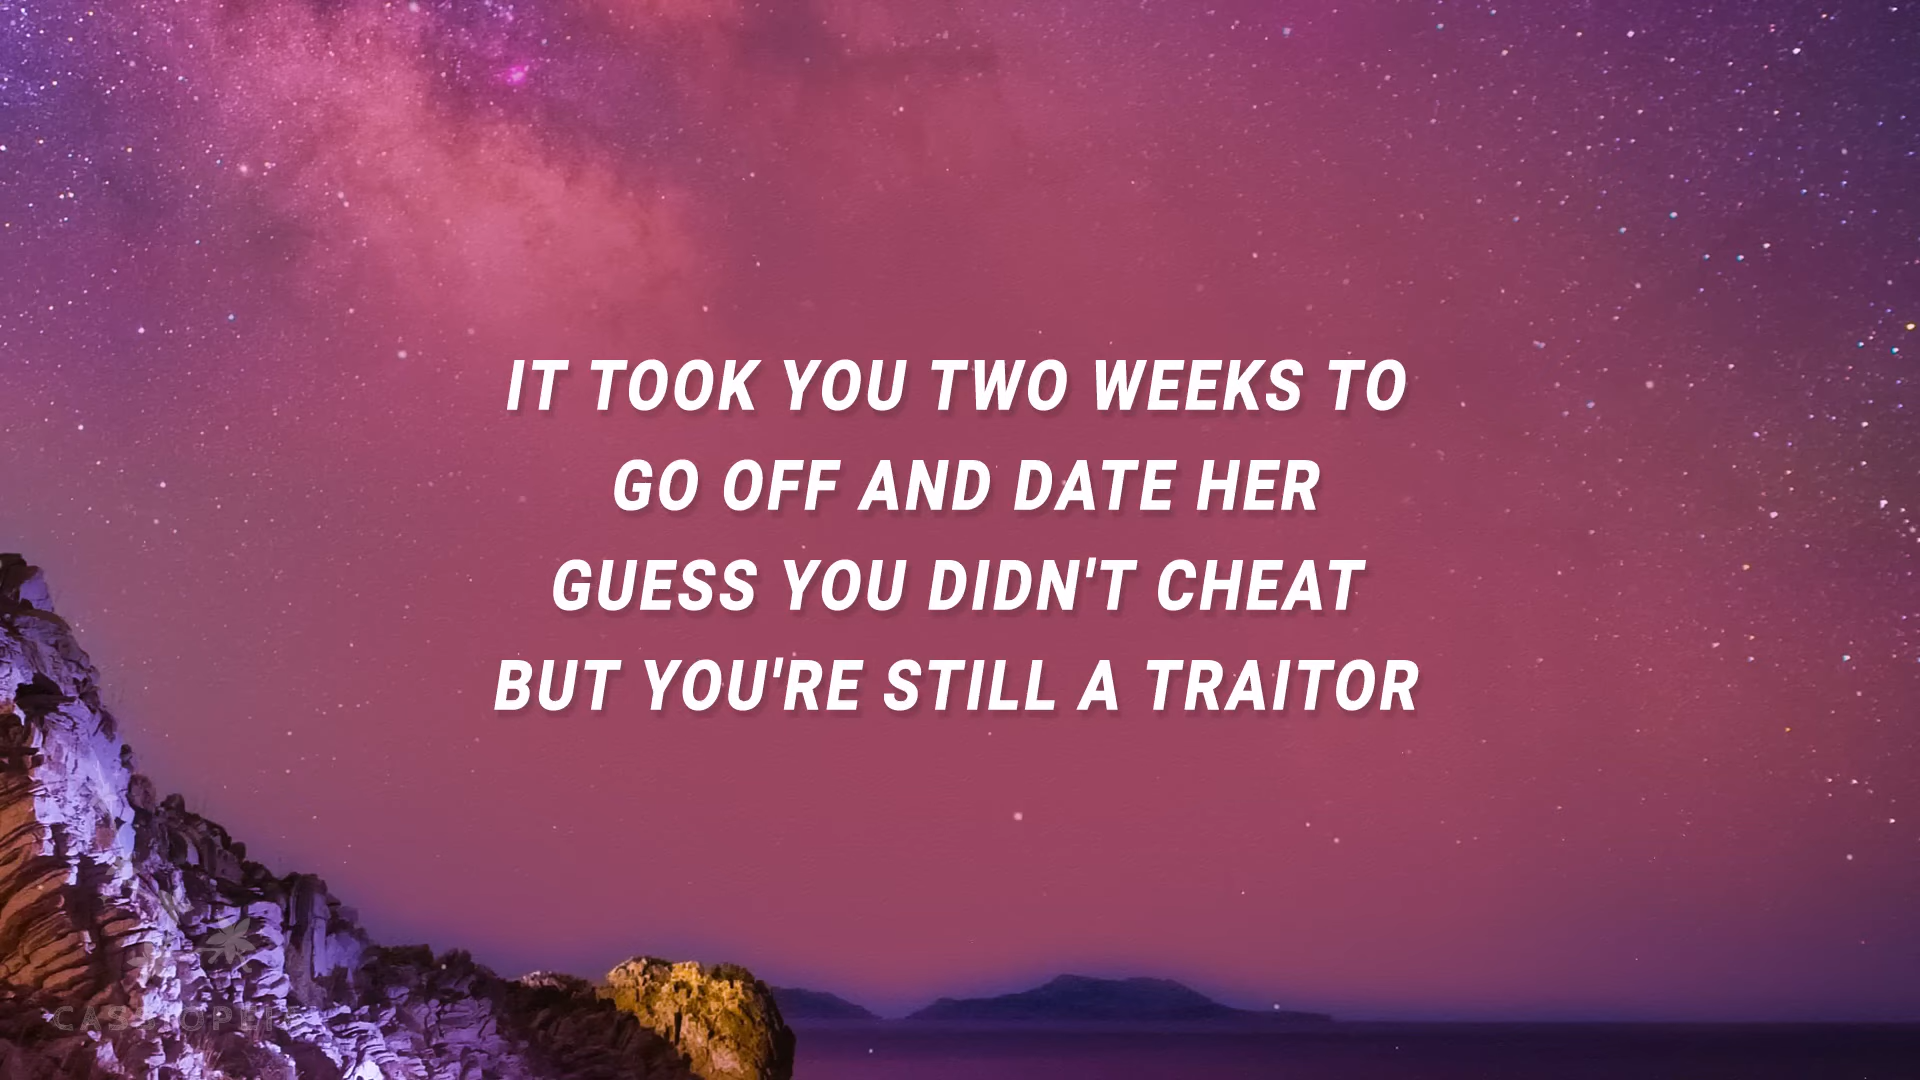 IT TOOK YOU TWO WEEKS TO
GO OFF AND DATE HER
GUESS YOU DIDN'T CHEAT
BUT YOU'RE STILL A TRAITOR